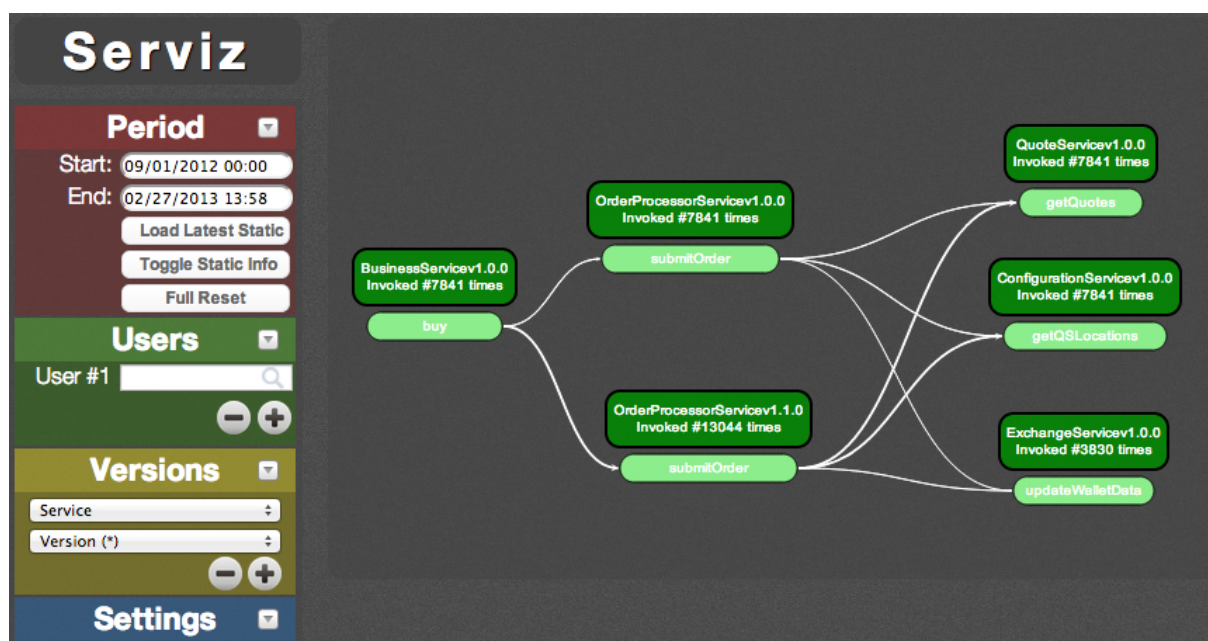 Serviz
Period
Start: 09/01/2012 00:00
End: 02/27/2013 13:58
Load Latest Static
Toggle Static Info
Full Reset
Users
User #1
Versions
Service
Version (*)
Settings
BusinessServicev1.0.0
Invoked #7841 times
buy
OrderProcessorServicev1.0.0
Invoked #7841 times
submitOrder
OrderProcessorServicev1.1.0
Invoked #13044 times
submitOrder
QuoteServicev1.0.0
Invoked #7841 times
getQuotes
ConfigurationServicev1.0.0
Invoked #7841 times
getQSLocations
ExchangeServicev1.0.0
Invoked #3830 times
updateWalletData